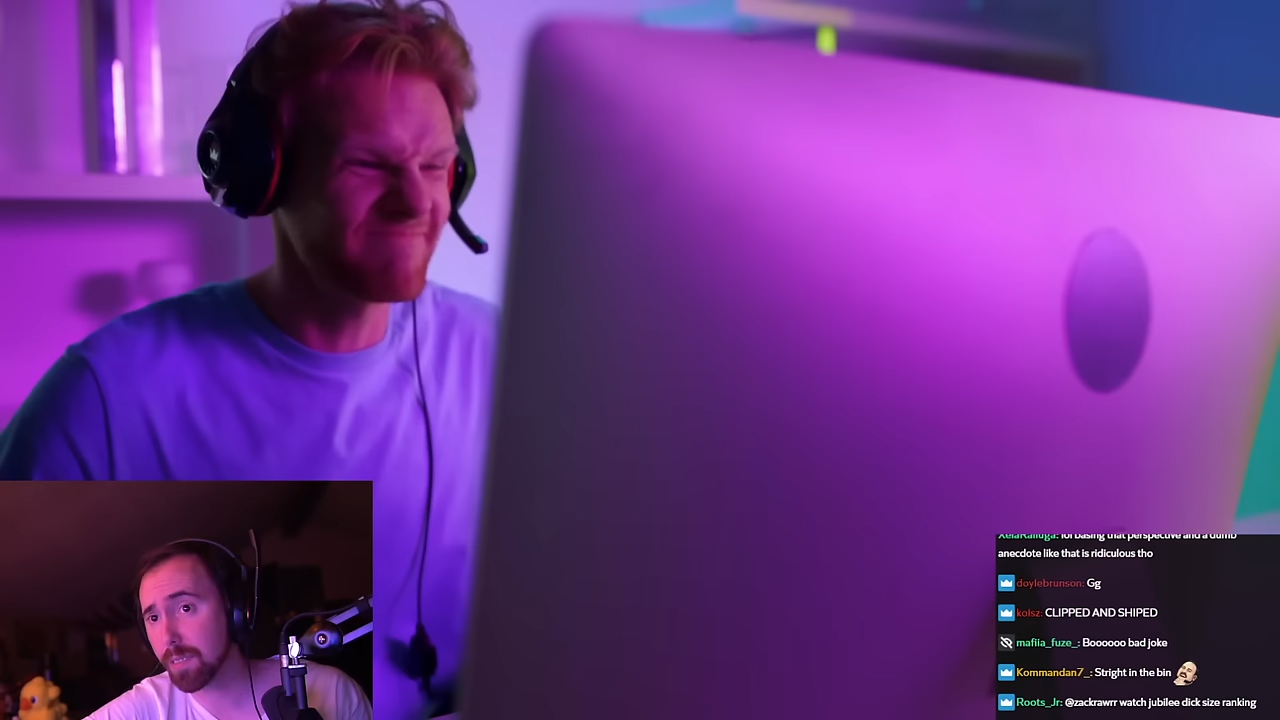 XelaRaliuga: lol basing that perspective and a dumb
anecdote like that is ridiculous tho
doylebrunson: Gg
kolsz: CLIPPED AND SHIPED
mafiia_fuze_: Boooooo bad joke
Kommandan7_: Stright in the bin
Roots_Jr: @zackrawrr watch jubilee dick size ranking